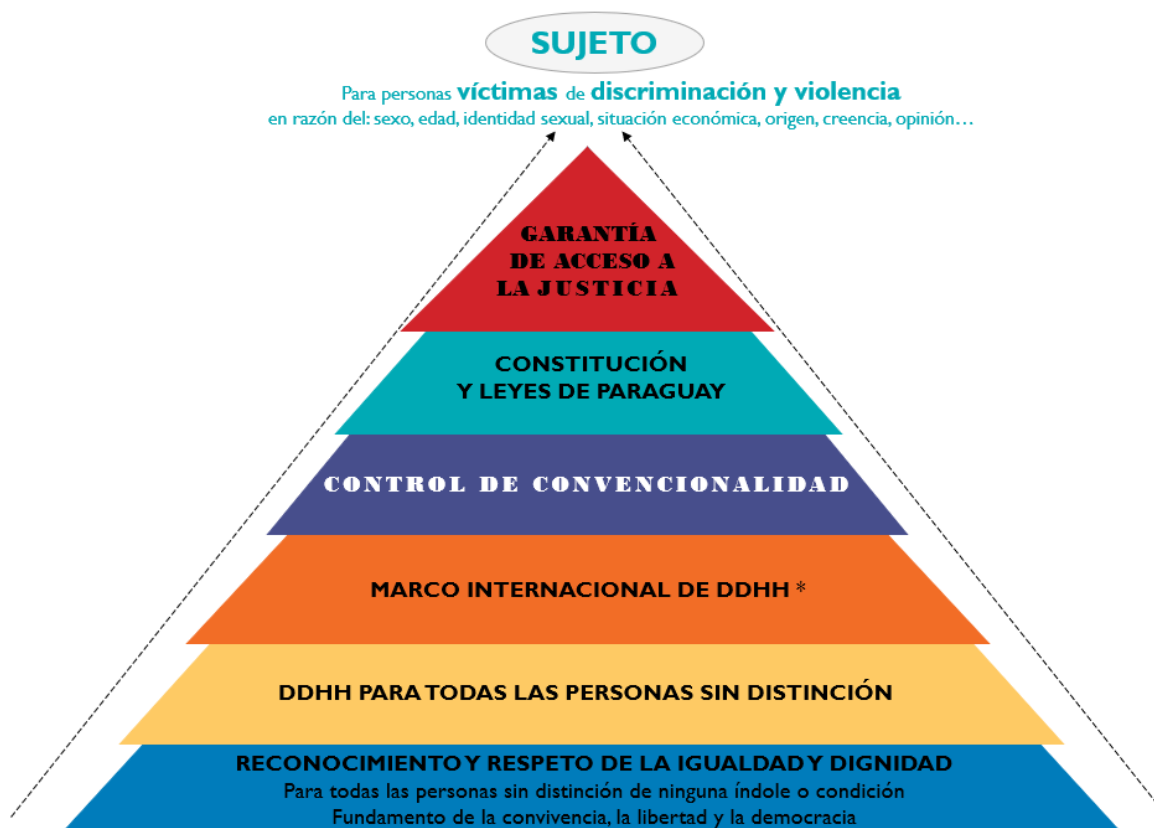 SUJETO
Para personas víctimas de discriminación y violencia
en razón del: sexo, edad, identidad sexual, situación económica, origen, creencia, opinión…
GARANTÍA
DE ACCESO A
LA JUSTICIA
CONSTITUCIÓN
Y LEYES DE PARAGUAY
CONTROL DE CONVENCIONALIDAD
MARCO INTERNACIONAL DE DDHH *
DDHH PARA TODAS LAS PERSONAS SIN DISTINCIÓN
RECONOCIMIENTO Y RESPETO DE LA IGUALDAD Y DIGNIDAD
Para todas las personas sin distinción de ninguna índole o condición
Fundamento de la convivencia, la libertad y la democracia